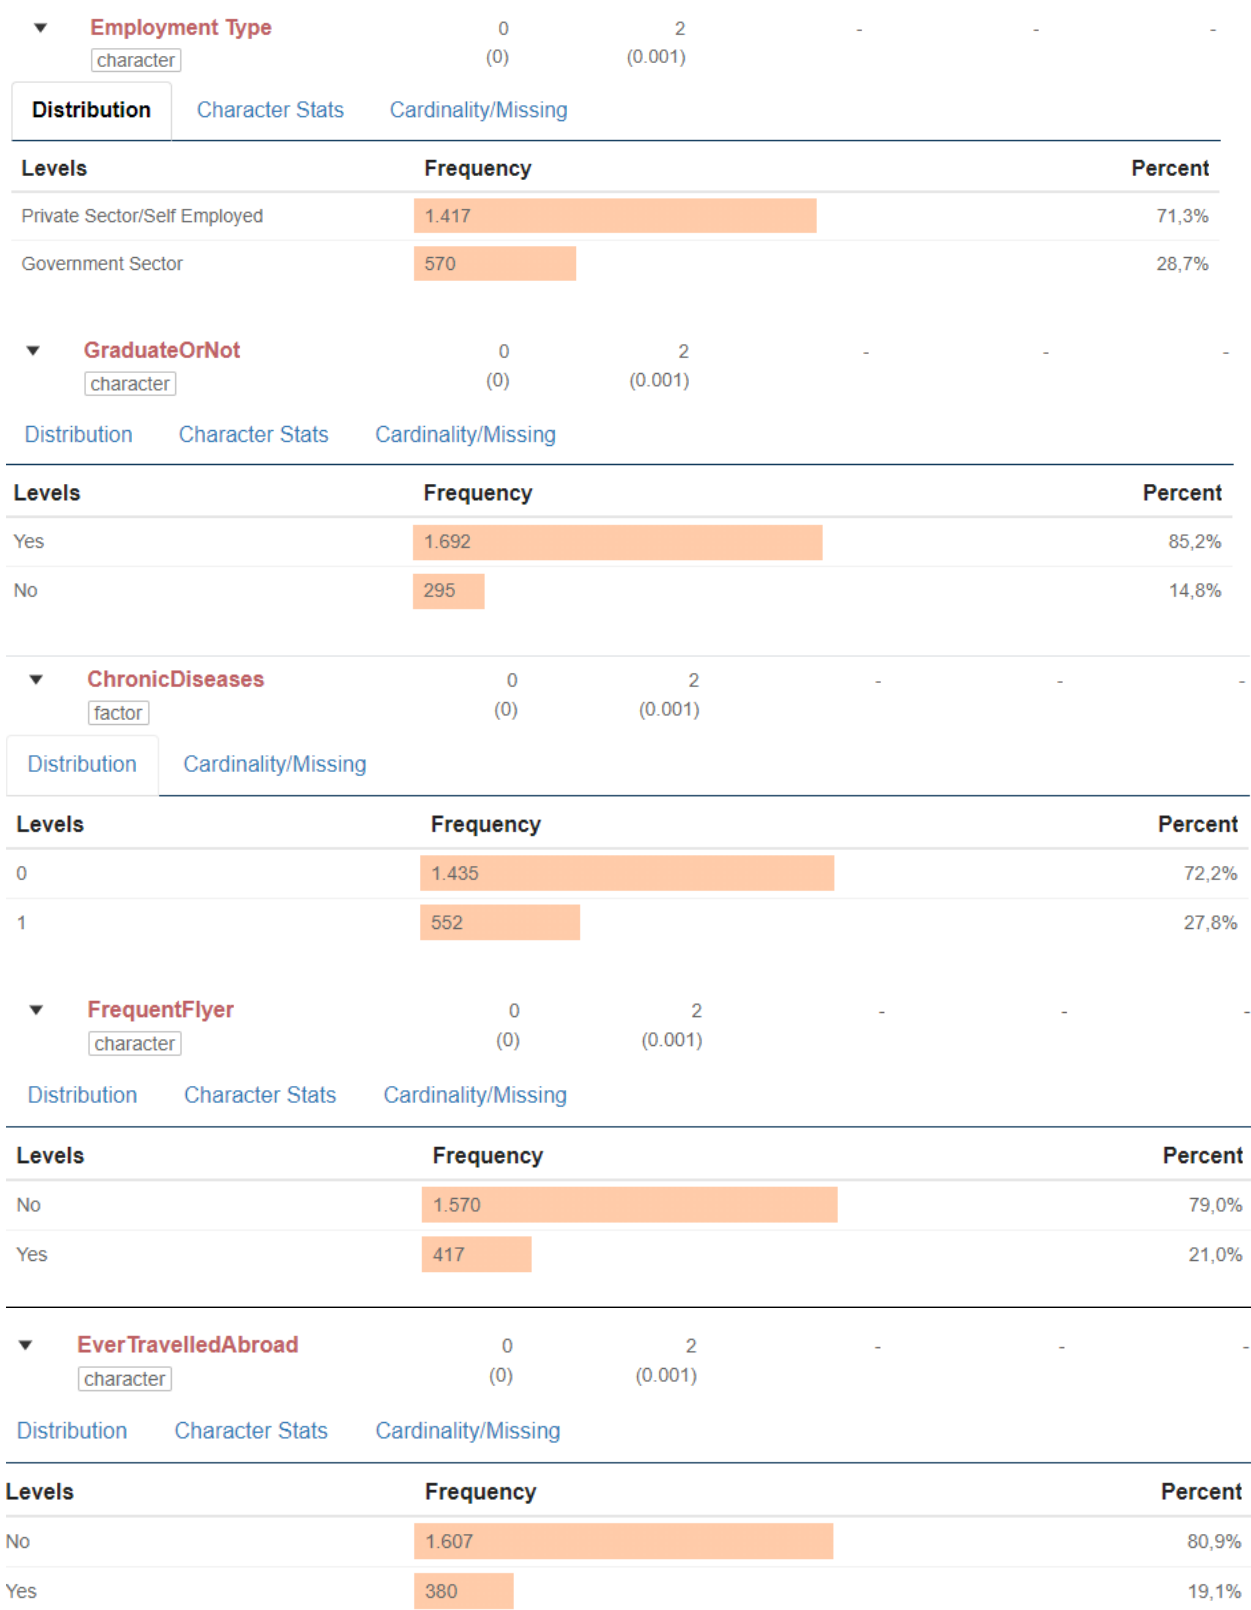 Employment Type 0 2 - - -
character (0) (0.001)
Distribution Character Stats Cardinality/Missing
Levels Frequency Percent
Private Sector/Self Employed 1.417 71,3%
Government Sector 570 28,7%
GraduateOrNot 0 2 - - -
character (0) (0.001)
Distribution Character Stats Cardinality/Missing
Levels Frequency Percent
Yes 1.692 85,2%
No 295 14,8%
ChronicDiseases 0 2 - - -
factor (0) (0.001)
Distribution Cardinality/Missing
Levels Frequency Percent
0 1.435 72,2%
1 552 27,8%
FrequentFlyer 0 2 - - -
character (0) (0.001)
Distribution Character Stats Cardinality/Missing
Levels Frequency Percent
No 1.570 79,0%
Yes 417 21,0%
EverTravelledAbroad 0 2 - - -
character (0) (0.001)
Distribution Character Stats Cardinality/Missing
Levels Frequency Percent
No 1.607 80,9%
Yes 380 19,1%